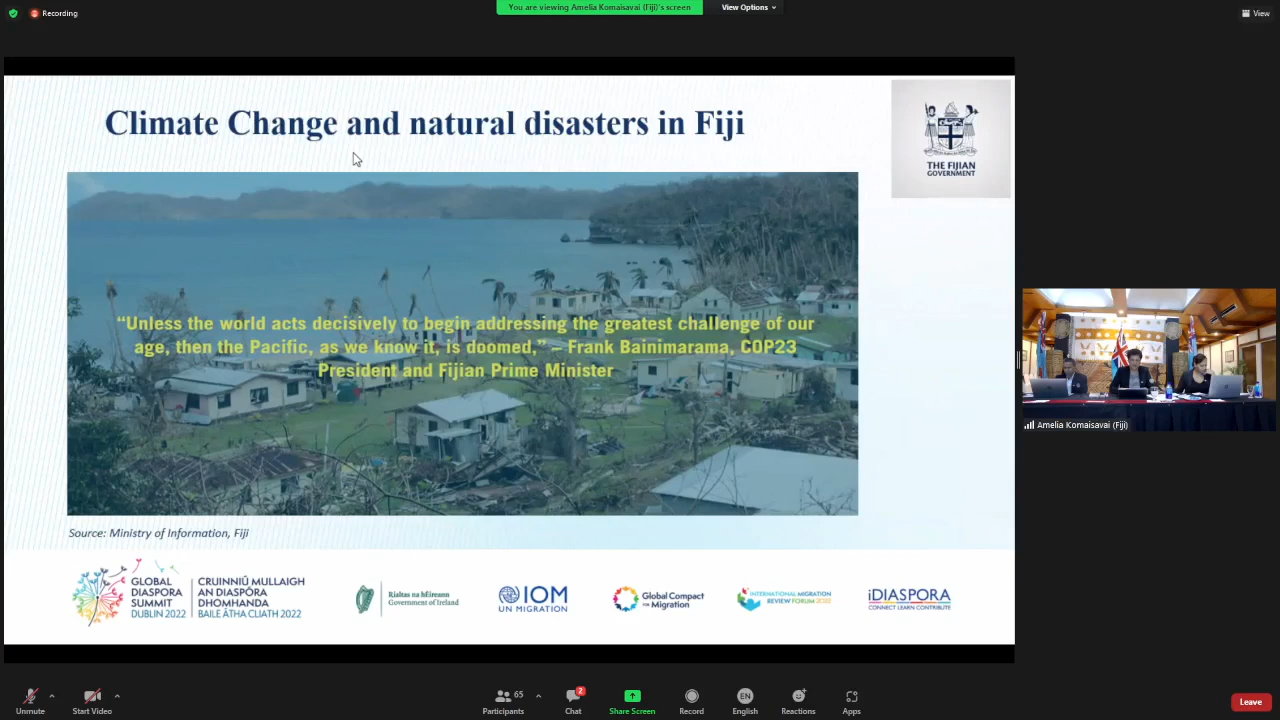 Recording
You are viewing Amelia Komaisavai (Fiji)'s screen
View Options
View
Climate Change and natural disasters in Fiji
THE FIJIAN
GOVERNMENT
“Unless the world acts decisively to begin addressing the greatest challenge of our
age, then the Pacific, as we know it, is doomed,” – Frank Bainimarama, COP23
President and Fijian Prime Minister
Amelia Komaisavai (Fiji)
Source: Ministry of Information, Fiji
GLOBAL
DIASPORA
SUMMIT
DUBLIN 2022
CRUINNIÚ MULLAIGH
AN DIASPÓRA
DHOMHANDA
BAILE ÁTHA CLIATH 2022
Rialtas na hÉireann
Government of Ireland
IOM
UN MIGRATION
Global Compact
for Migration
INTERNATIONAL MIGRATION
REVIEW FORUM 2022
iDIASPORA
CONNECT LEARN CONTRIBUTE
Unmute
Start Video
65
Participants
2
Chat
Share Screen
Record
EN
English
Reactions
Apps
Leave